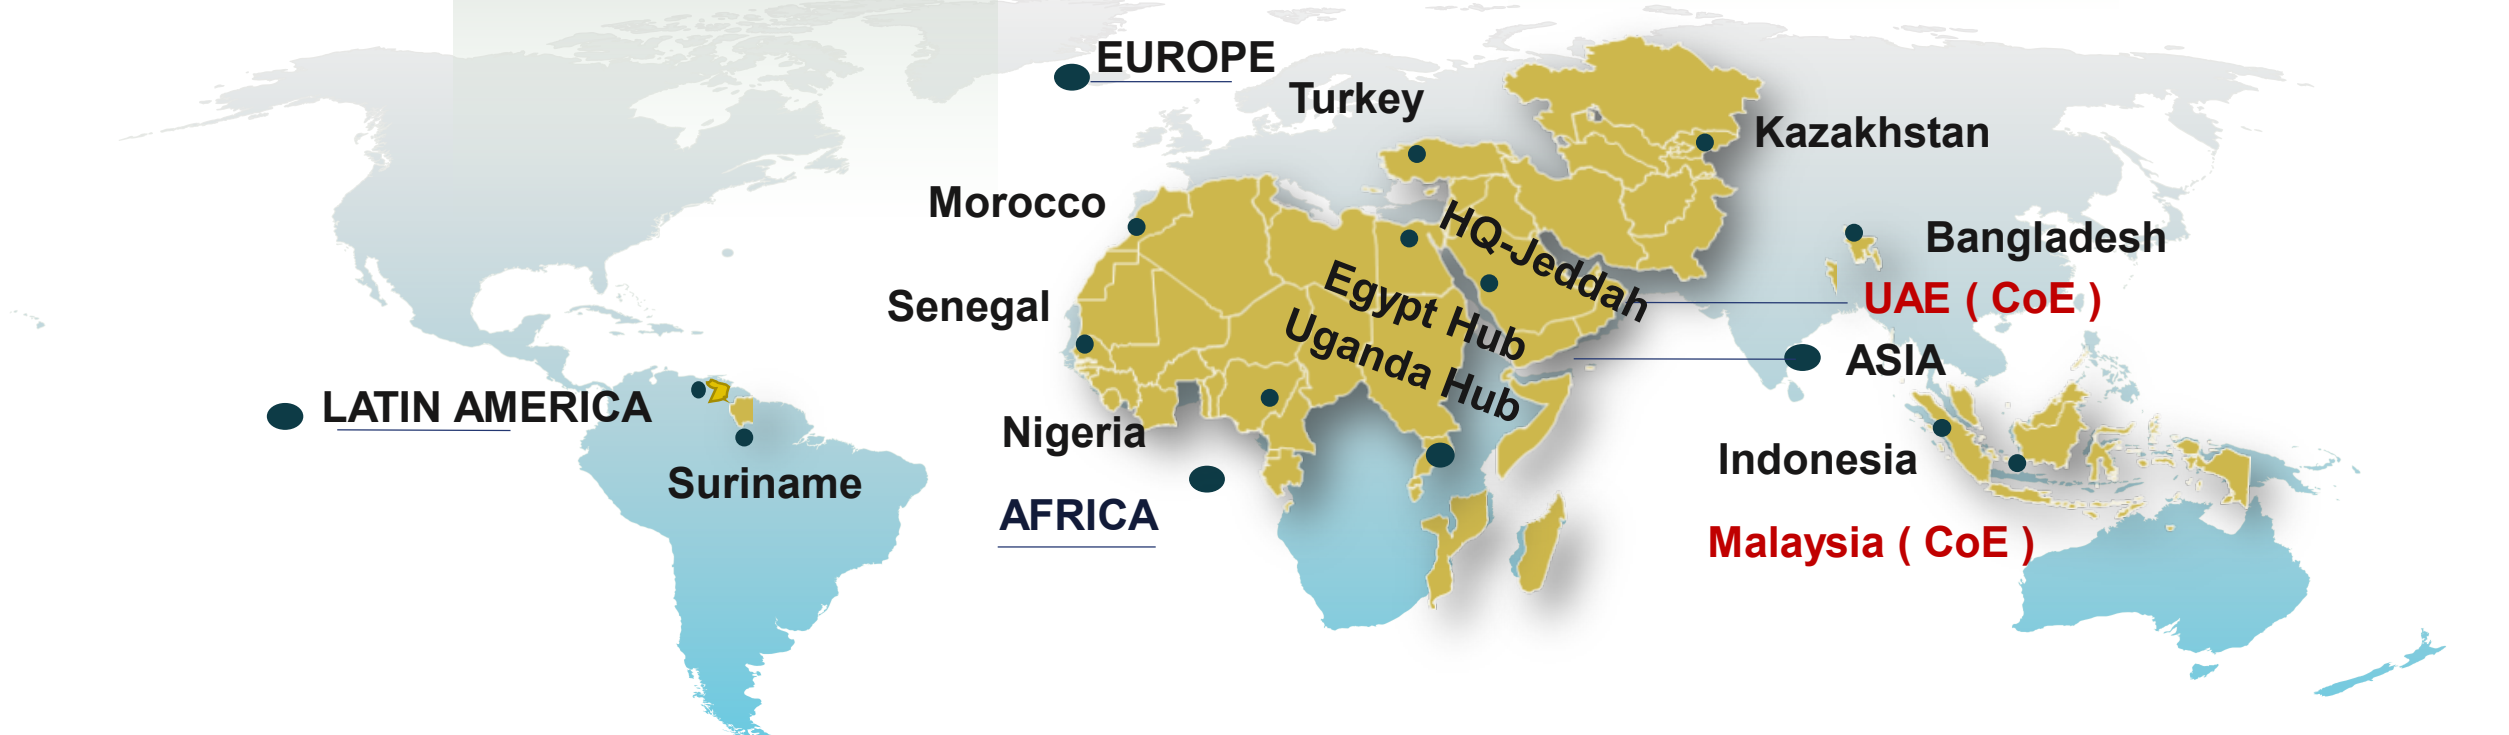 EUROPE
Turkey
Kazakhstan
Morocco
HQ-Jeddah
Bangladesh
Egypt Hub
UAE ( CoE )
Senegal
Uganda Hub
ASIA
LATIN AMERICA
Nigeria
Indonesia
Suriname
AFRICA
Malaysia ( CoE )